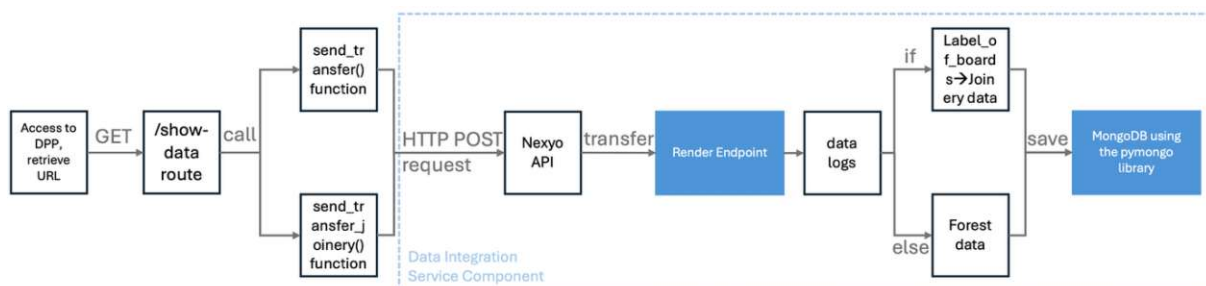 Access to
DPP,
retrieve
URL
GET
/show-
data
route
call
send_tr
ansfer()
function
send_tr
ansfer_j
oinery()
function
HTTP POST
request
Nexyo
API
transfer
Render Endpoint
data
logs
if
Label_o
f_board
s→Join
ery data
else
Forest
data
save
MongoDB using
the pymongo
library
Data Integration
Service Component